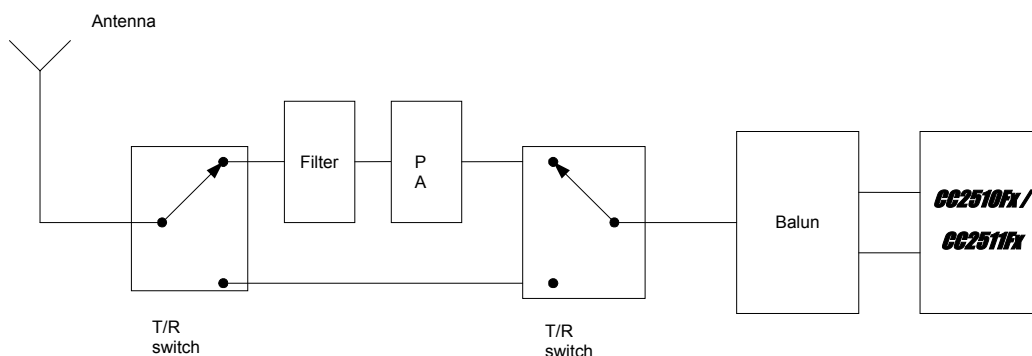 Antenna
Filter
P
A
Balun
CC2510Fx /
CC2511Fx
T/R
switch
T/R
switch